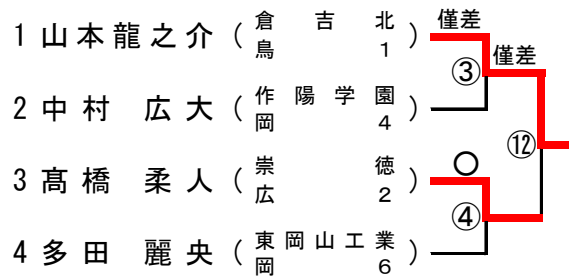 僅差
1 山本龍之介 (倉吉北 鳥1)
僅差
③
2 中村 広大 (作陽学園 岡4)
⑫
3 髙橋 柔人 (崇徳 広2) ○
④
4 多田 麗央 (東岡山工業 岡6)